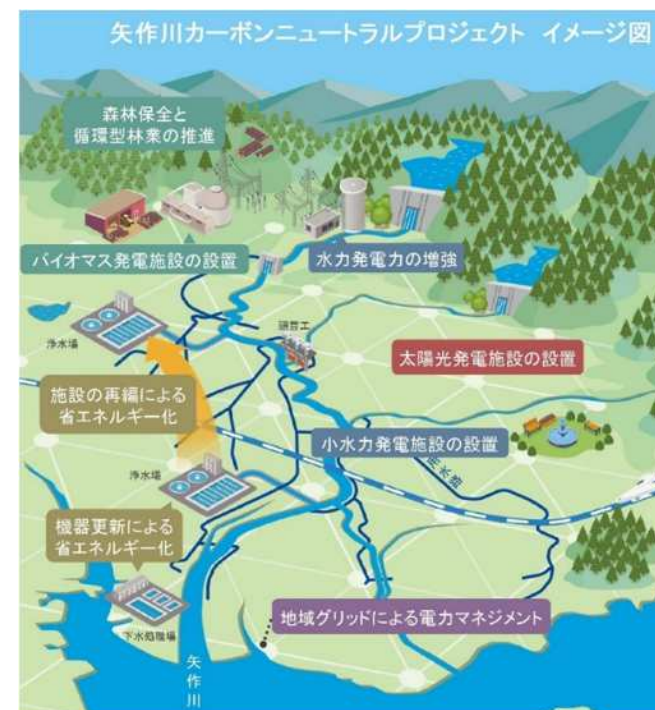 矢作川カーボンニュートラルプロジェクト イメージ図
森林保全と
循環型林業の推進
バイオマス発電施設の設置
水力発電力の増強
浄水場
頭首工
太陽光発電施設の設置
施設の再編による
省エネルギー化
小水力発電施設の設置
用水路
浄水場
機器更新による
省エネルギー化
地域グリッドによる電力マネジメント
下水処理場
矢作川